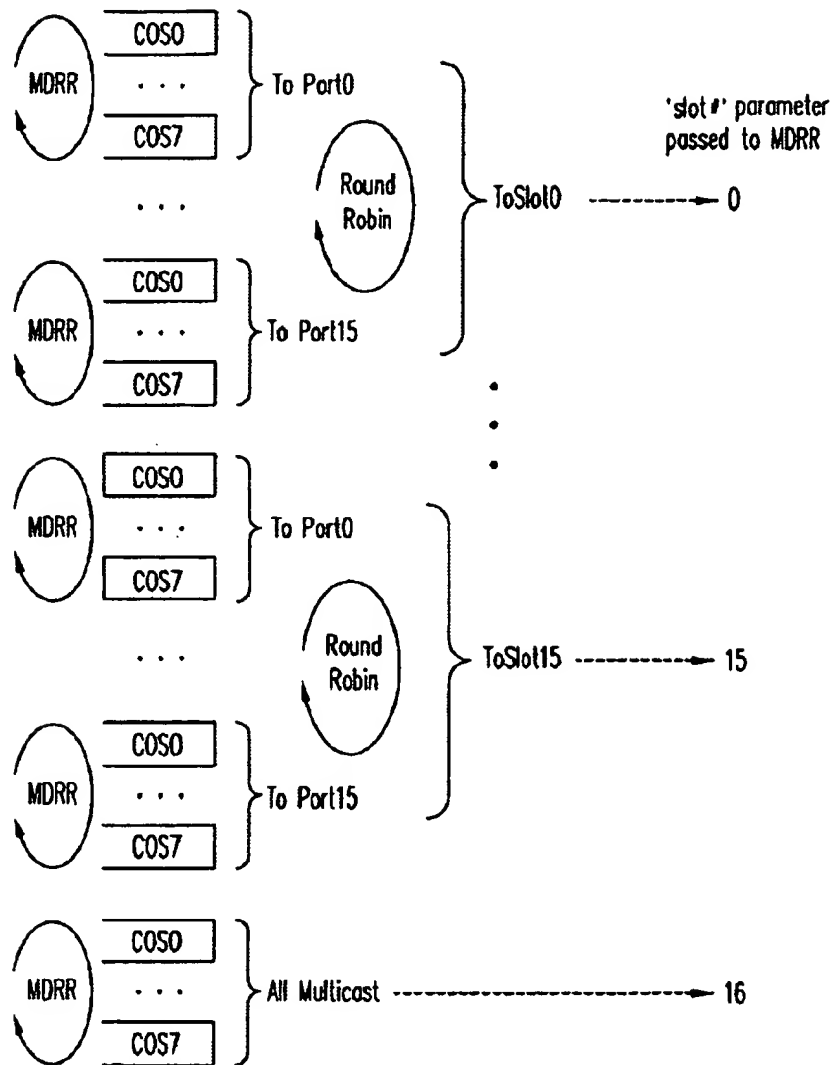 COS0
MDRR
. . .
To Port0
COS7
'slot#' parameter
passed to MDRR
. . .
Round
Robin
ToSlot0
0
COS0
MDRR
. . .
To Port15
COS7
COS0
MDRR
. . .
To Port0
COS7
. . .
Round
Robin
ToSlot15
15
COS0
MDRR
. . .
To Port15
COS7
COS0
MDRR
. . .
All Multicast
16
COS7